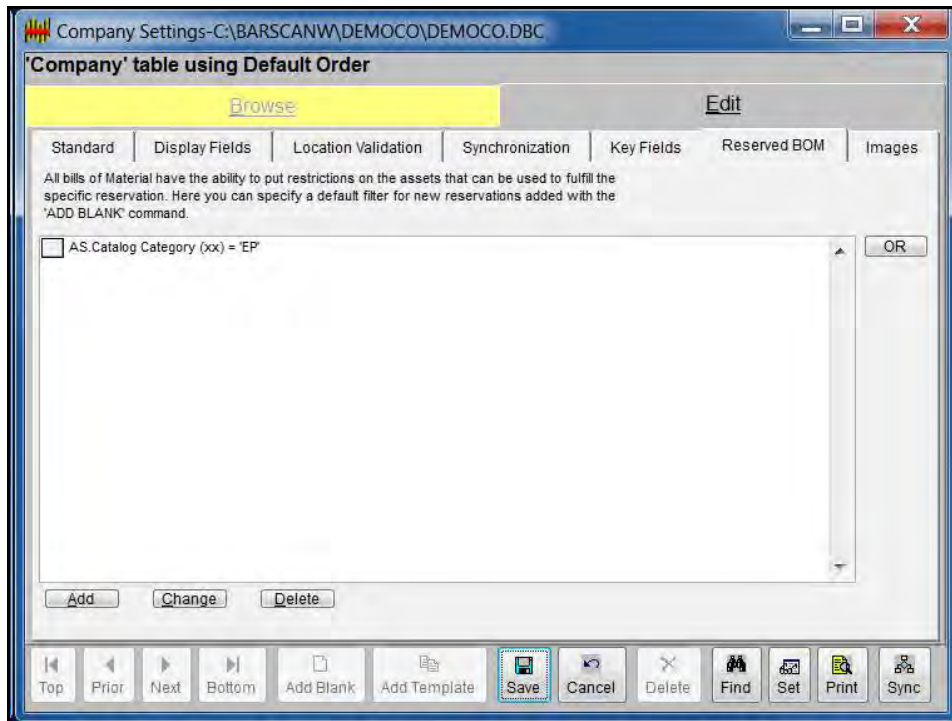 Company Settings-C:\BARSCANW\DEMOCO\DEMOCO.DBC
'Company' table using Default Order
Browse Edit
Standard Display Fields Location Validation Synchronization Key Fields Reserved BOM Images
All bills of Material have the ability to put restrictions on the assets that can be used to fulfill the
specific reservation. Here you can specify a default filter for new reservations added with the
'ADD BLANK' command.
AS.Catalog Category (xx) = 'EP' OR
Add Change Delete
Top Prior Next Bottom Add Blank Add Template Save Cancel Delete Find Set Print Sync